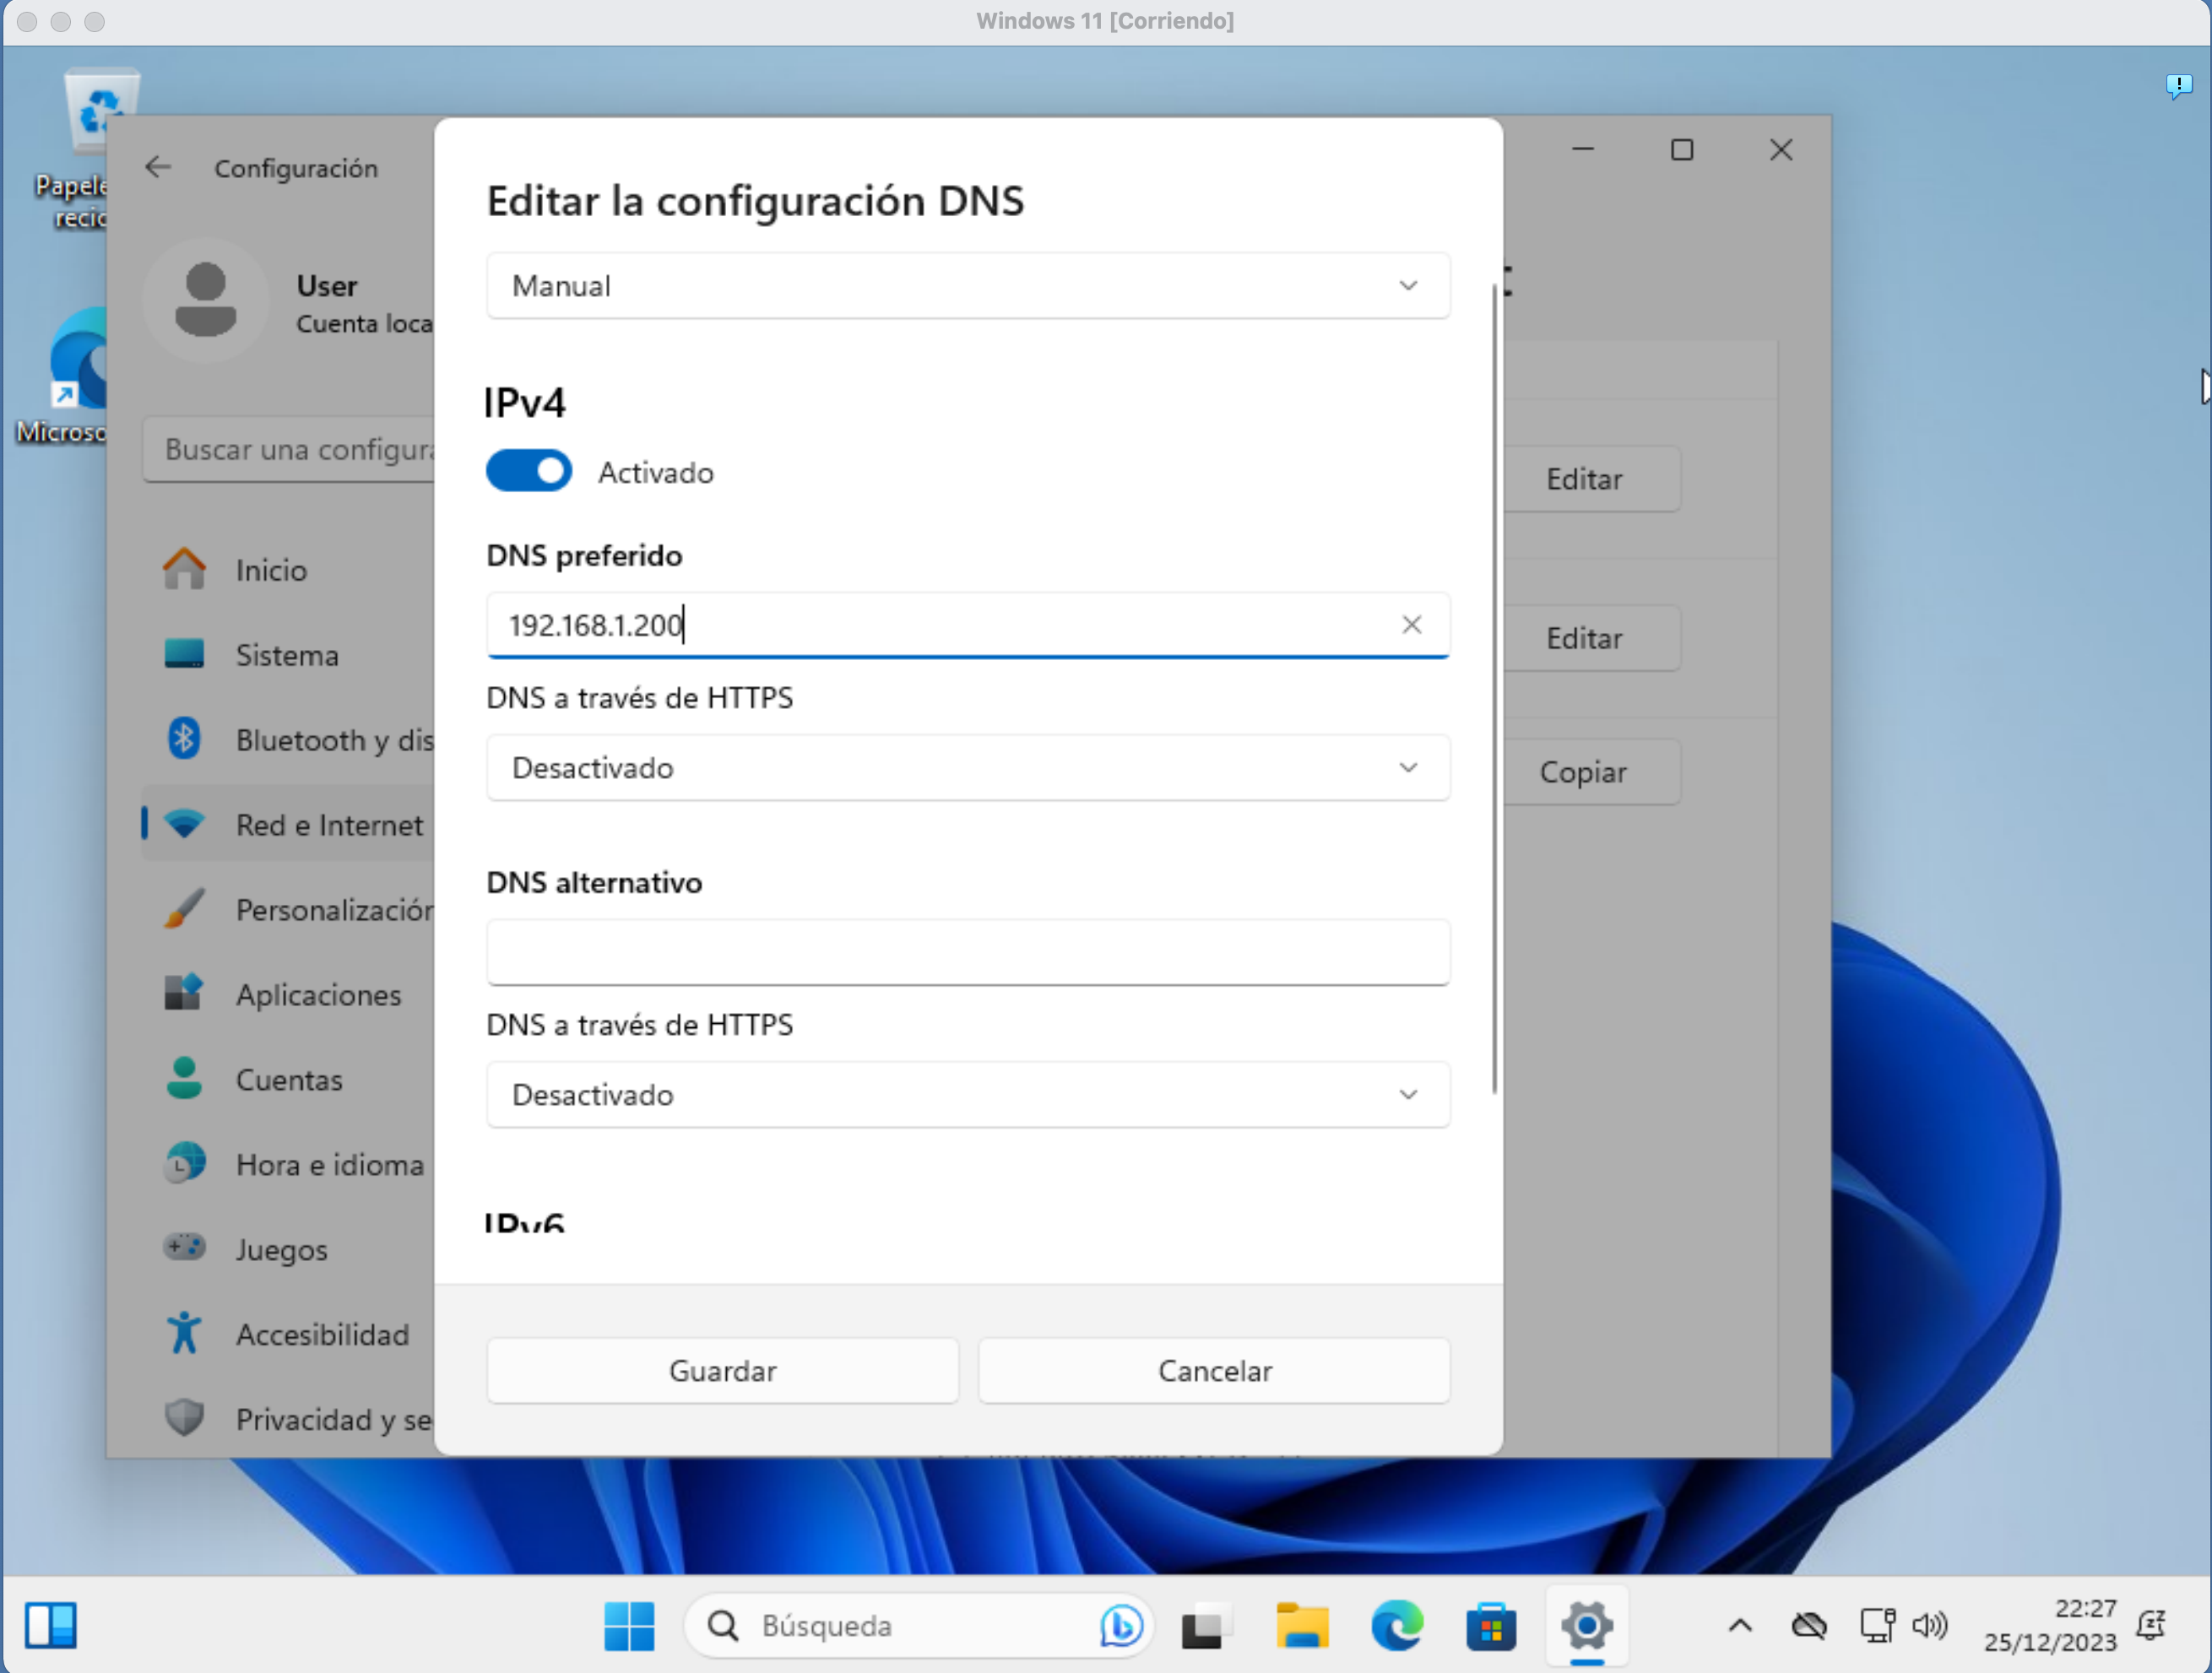 Windows 11 [Corriendo]
Configuración
User
Cuenta loca
Buscar una configura
Inicio
Sistema
Bluetooth y dis
Red e Internet
Personalización
Aplicaciones
Cuentas
Hora e idioma
Juegos
Accesibilidad
Privacidad y se
Editar la configuración DNS
Manual
IPv4
Activado
DNS preferido
192.168.1.200
DNS a través de HTTPS
Desactivado
DNS alternativo
DNS a través de HTTPS
Desactivado
IPv6
Guardar
Cancelar
Editar
Editar
Copiar
Papele
recic
Microso
Búsqueda
22:27
25/12/2023